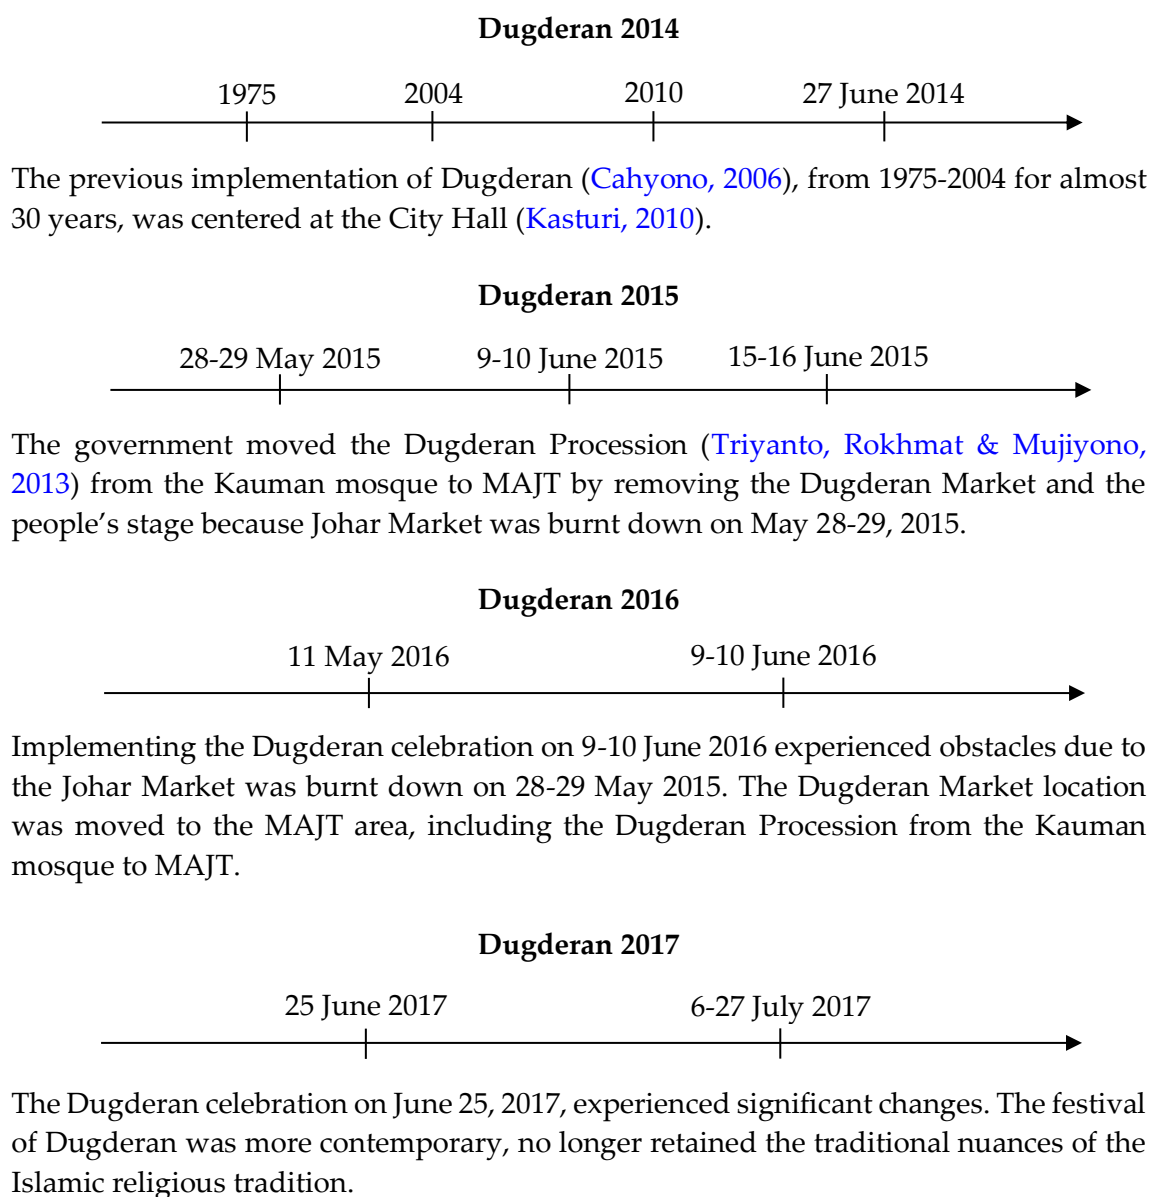 Dugderan 2014
1975 2004 2010 27 June 2014
The previous implementation of Dugderan (Cahyono, 2006), from 1975-2004 for almost
30 years, was centered at the City Hall (Kasturi, 2010).
Dugderan 2015
28-29 May 2015 9-10 June 2015 15-16 June 2015
The government moved the Dugderan Procession (Triyanto, Rokhmat & Mujiyono,
2013) from the Kauman mosque to MAJT by removing the Dugderan Market and the
people’s stage because Johar Market was burnt down on May 28-29, 2015.
Dugderan 2016
11 May 2016 9-10 June 2016
Implementing the Dugderan celebration on 9-10 June 2016 experienced obstacles due to
the Johar Market was burnt down on 28-29 May 2015. The Dugderan Market location
was moved to the MAJT area, including the Dugderan Procession from the Kauman
mosque to MAJT.
Dugderan 2017
25 June 2017 6-27 July 2017
The Dugderan celebration on June 25, 2017, experienced significant changes. The festival
of Dugderan was more contemporary, no longer retained the traditional nuances of the
Islamic religious tradition.